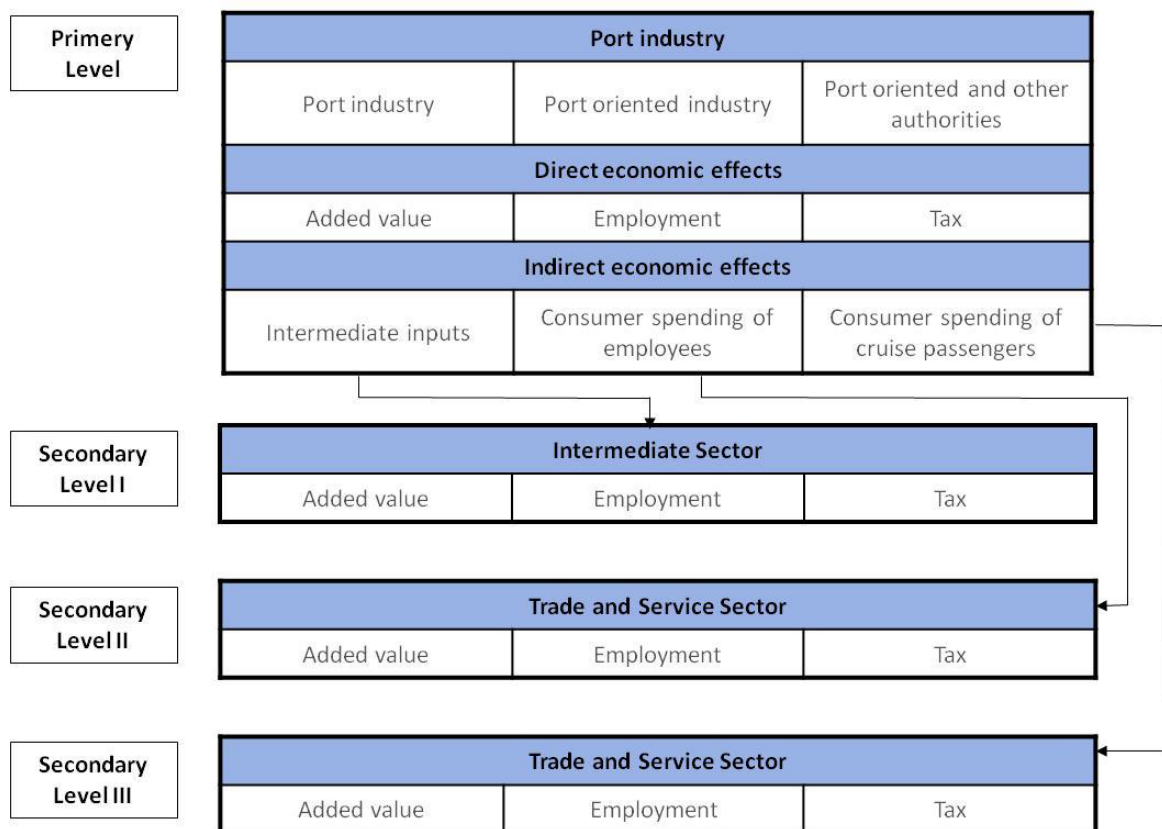 Primery
Level
Port industry
Port industry
Port oriented industry
Port oriented and other
authorities
Direct economic effects
Added value
Employment
Tax
Indirect economic effects
Intermediate inputs
Consumer spending of
employees
Consumer spending of
cruise passengers
Secondary
Level I
Intermediate Sector
Added value
Employment
Tax
Secondary
Level II
Trade and Service Sector
Added value
Employment
Tax
Secondary
Level III
Trade and Service Sector
Added value
Employment
Tax